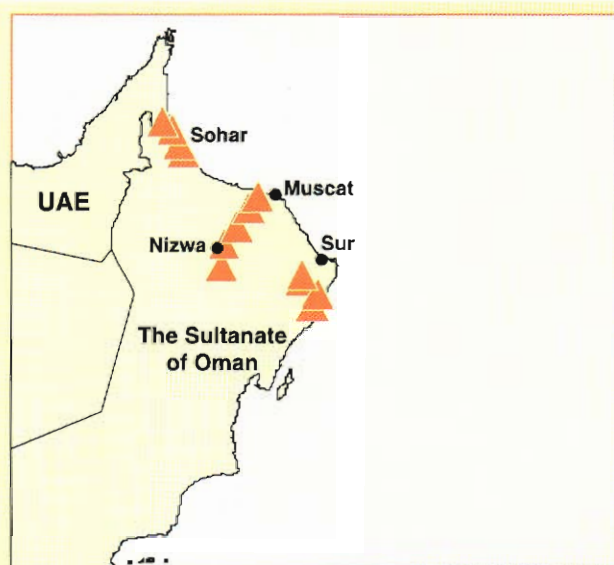 Sohar
Muscat
UAE
Nizwa
Sur
The Sultanate
of Oman